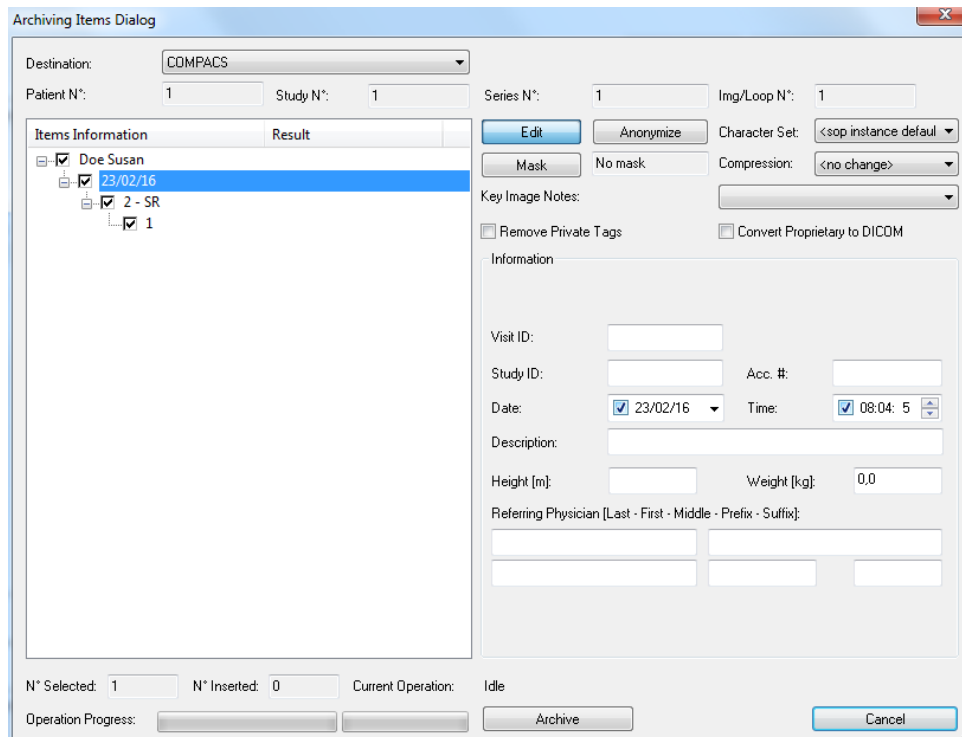 Archiving Items Dialog
X
Destination: COMPACS
Patient N°: 1 Study N°: 1 Series N°: 1 Img/Loop N°: 1
Items Information Result
Edit Anonymize Character Set: <sop instance defaul
Doe Susan
Mask No mask Compression: <no change>
23/02/16
2 - SR
Key Image Notes:
1
Remove Private Tags Convert Proprietary to DICOM
Information
Visit ID:
Study ID: Acc. #:
Date: 23/02/16 Time: 08:04: 5
Description:
Height [m]: Weight [kg]: 0,0
Referring Physician [Last - First - Middle - Prefix - Suffix]:
N° Selected: 1 N° Inserted: 0 Current Operation: Idle
Operation Progress: Archive Cancel